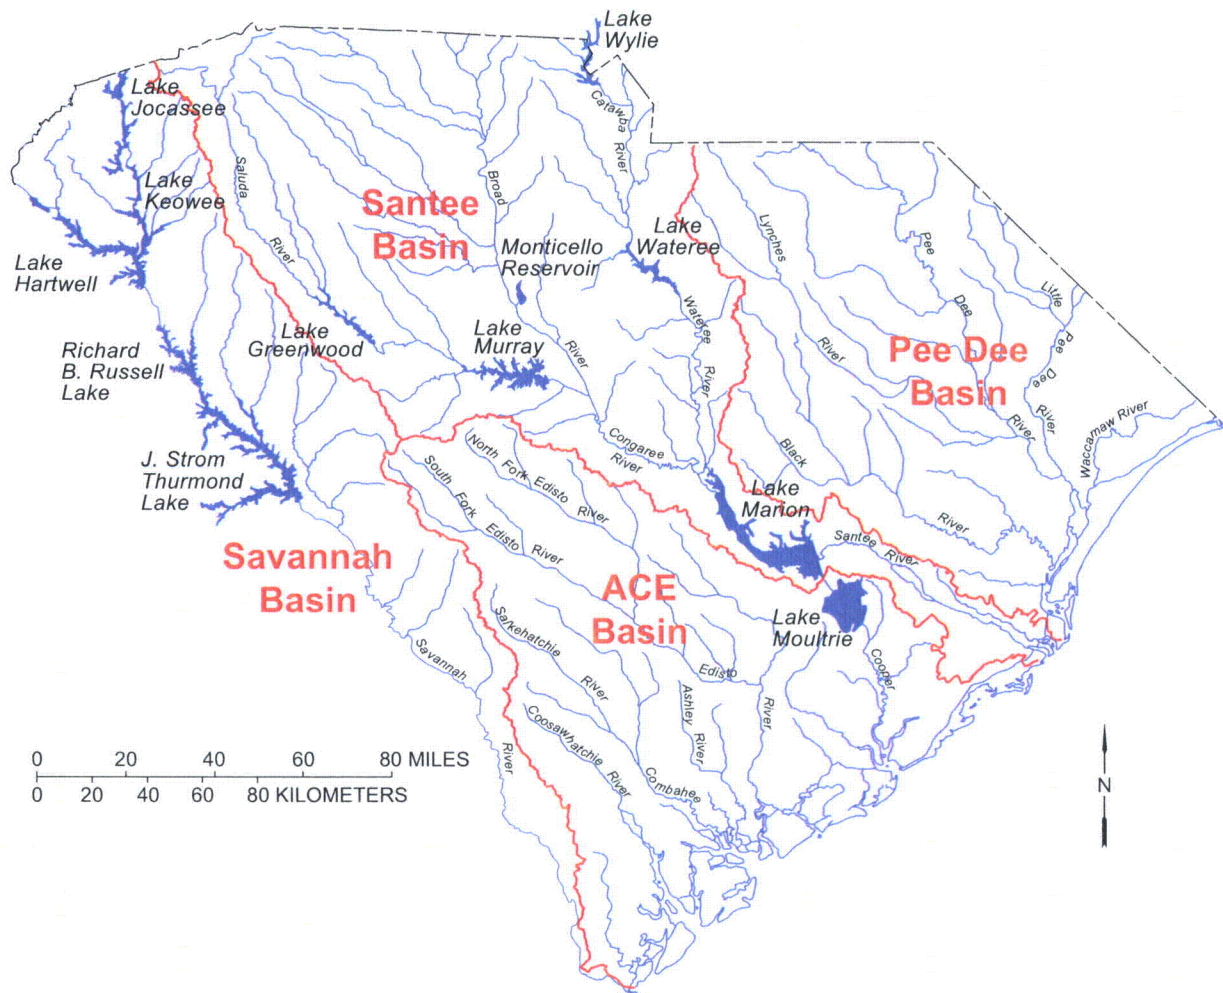 Lake
Wylie
Lake
Jocassee
Catawba
River
Lake
Keowee
Saluda
River
Santee
Basin
Broad
River
Monticello
Reservoir
Lake
Wateree
Wateree
River
Lynches
River
Pee
Dee
River
Little
Pee
Dee
River
Lake
Hartwell
Richard
B. Russell
Lake
Lake
Greenwood
Lake
Murray
Pee Dee
Basin
Waccamaw River
J. Strom
Thurmond
Lake
North
Fork
Edisto
River
South
Fork
Edisto
River
Congaree
River
Black
River
Lake
Marion
Santee
River
Savannah
Basin
ACE
Basin
Lake
Moultrie
Salkehatchie
River
Savannah
River
Edisto
River
Ashley
River
Cooper
Coosawhatchie
River
Combahee
0 20 40 60 80 MILES
0 20 40 60 80 KILOMETERS
N